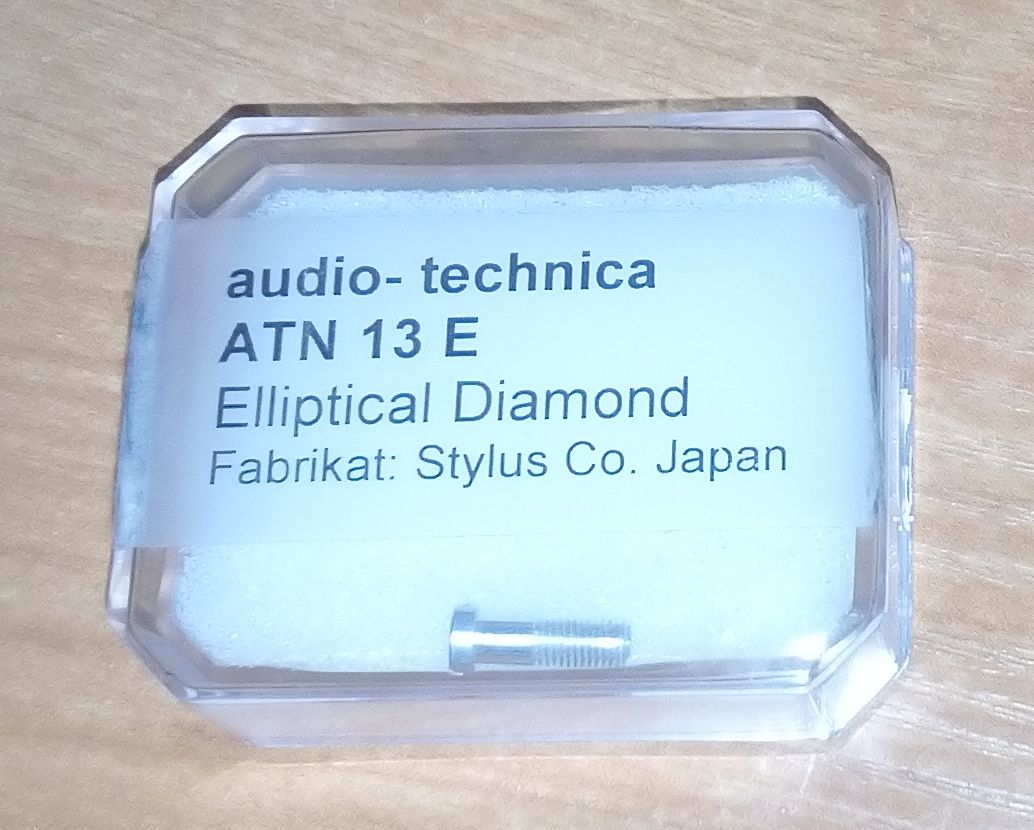 audio- technica
ATN 13 E
Elliptical Diamond
Fabrikat: Stylus Co. Japan